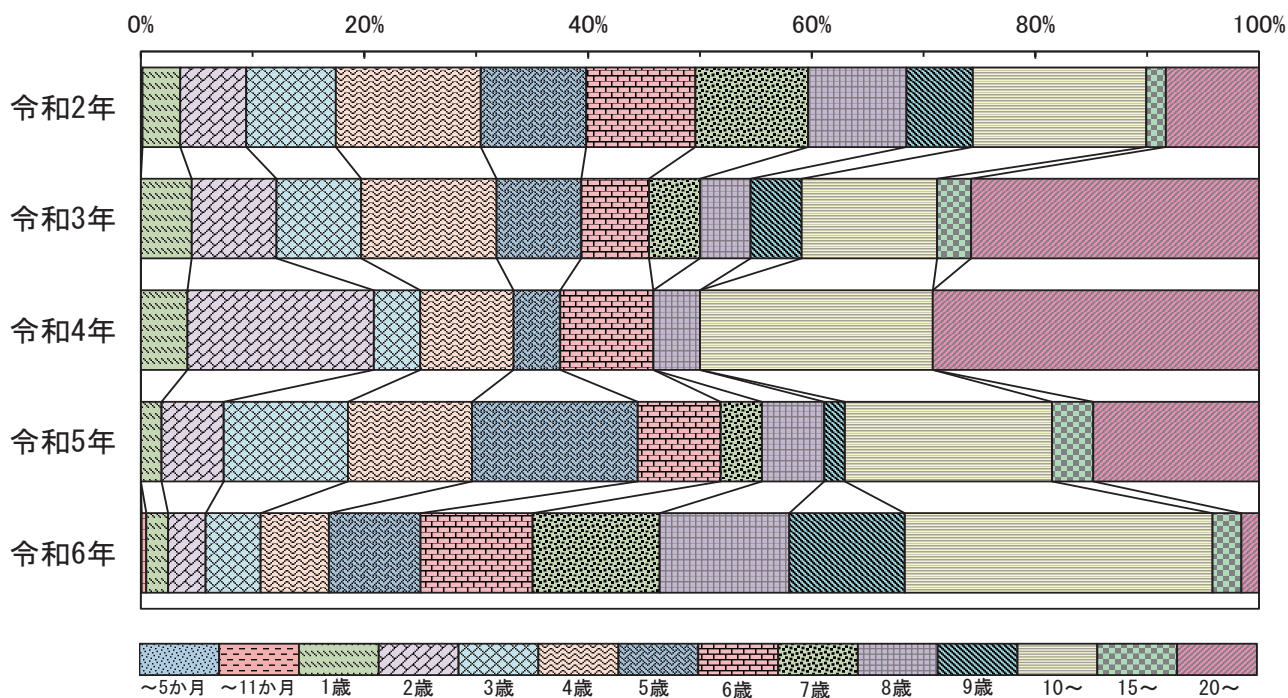 0% 20% 40% 60% 80% 100%
令和2年
令和3年
令和4年
令和5年
令和6年
～5か月 ～11か月 1歳 2歳 3歳 4歳 5歳 6歳 7歳 8歳 9歳 10～ 15～ 20～